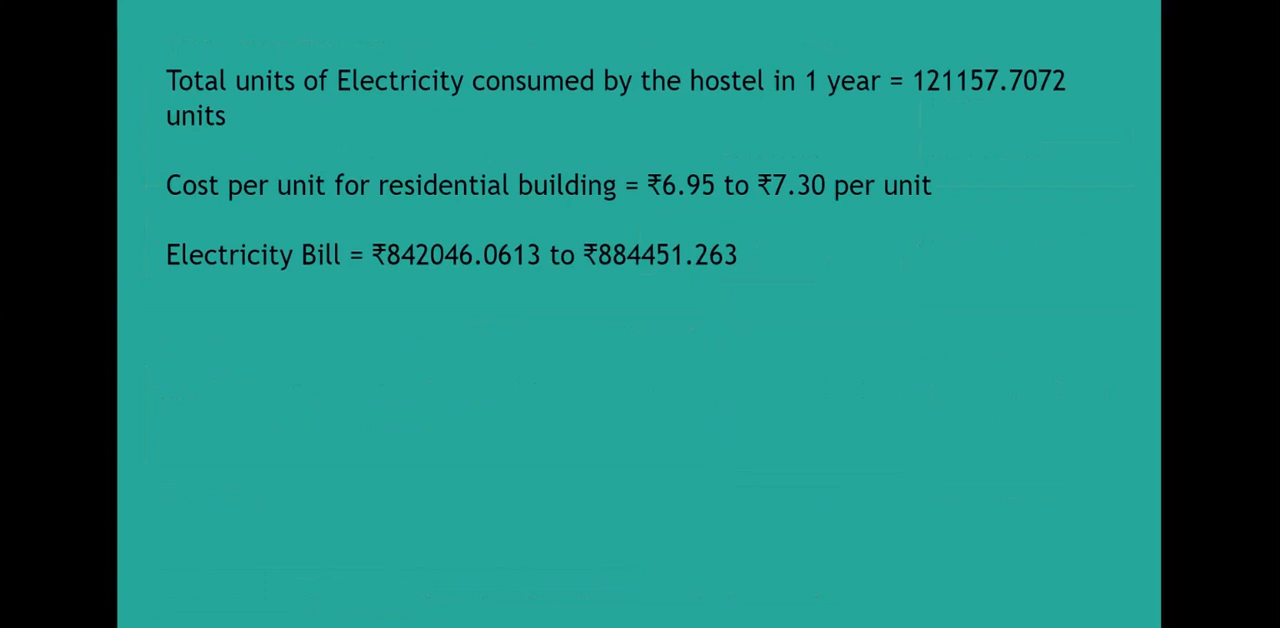 Total units of Electricity consumed by the hostel in 1 year = 121157.7072
units
Cost per unit for residential building = ₹6.95 to ₹7.30 per unit
Electricity Bill = ₹842046.0613 to ₹884451.263